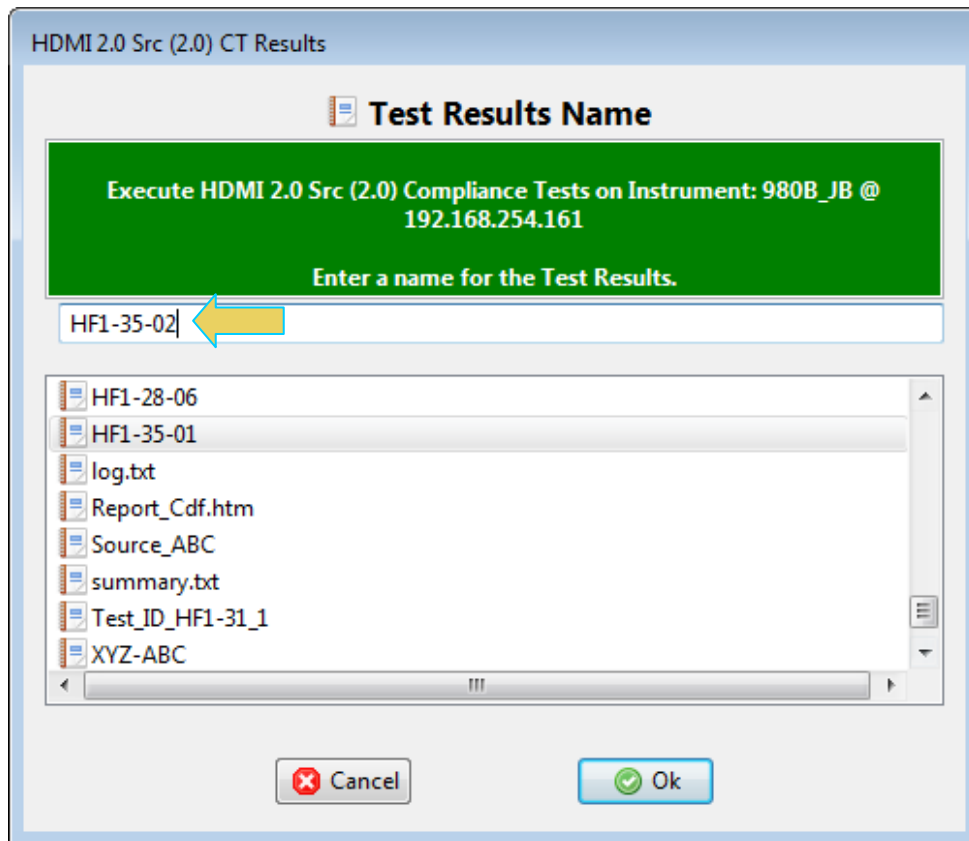 HDMI 2.0 Src (2.0) CT Results
Test Results Name
Execute HDMI 2.0 Src (2.0) Compliance Tests on Instrument: 980B_JB @
192.168.254.161
Enter a name for the Test Results.
HF1-35-02
HF1-28-06
HF1-35-01
log.txt
Report_Cdf.htm
Source_ABC
summary.txt
Test_ID_HF1-31_1
XYZ-ABC
Cancel
Ok